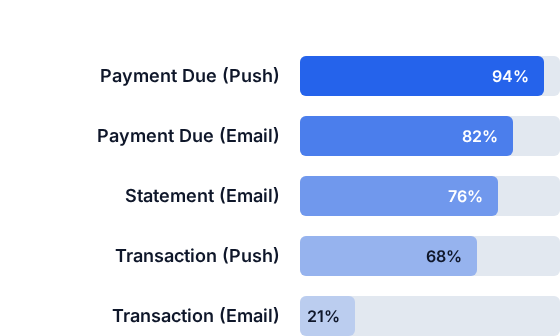 Payment Due (Push) 94%
Payment Due (Email) 82%
Statement (Email) 76%
Transaction (Push) 68%
Transaction (Email) 21%